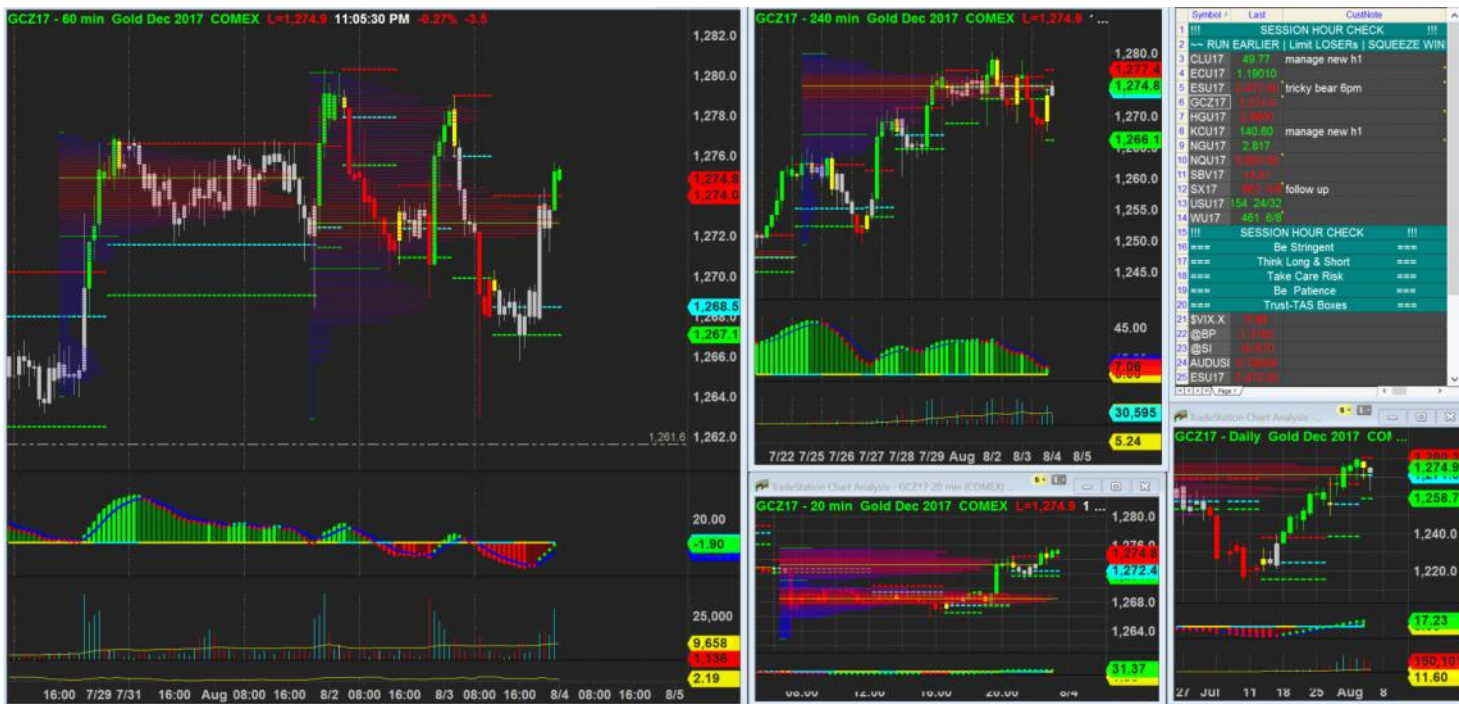 GCZ17 - 60 min Gold Dec 2017 COMEX L=1,274.9 11:05:30 PM -0.27% -3.5
1,282.0
1,280.0
1,278.0
1,276.0
1,274.8
1,274.0
1,272.0
1,270.0
1,268.5
1,268.0
1,267.1
1,266.0
1,264.0
1,261.6
1,262.0
20.00
-1.90
25,000
9,658
1,136
2.19
16:00 7/29 7/31 16:00 Aug 08:00 16:00 8/2 08:00 16:00 8/3 08:00 16:00 8/4 08:00 16:00 8/5
GCZ17 - 240 min Gold Dec 2017 COMEX L=1,274.9
1,280.0
1,277.4
1,274.8
1,270.0
1,266.1
1,260.0
1,255.0
1,250.0
1,245.0
45.00
7.06
30,595
5.24
7/22 7/25 7/26 7/27 7/28 7/29 Aug 8/2 8/3 8/4 8/5
TradeStation Chart Analysis - GCZ17 20 min [COMEX] ...
GCZ17 - 20 min Gold Dec 2017 COMEX L=1,274.9 1 ...
1,280.0
1,274.8
1,272.4
1,268.0
1,264.0
31.37
08:00 12:00 16:00 20:00 8/4
Symbol Last CustNote
1 !!! SESSION HOUR CHECK !!!
2 ~~ RUN EARLIER | Limit LOSERs | SQUEEZE WIN
3 CLU17 49.77 manage new h1
4 ECU17 1.19010
5 ESU17 tricky bear 6pm
6 GCZ17
7 HGU17
8 KCU17 140.60 manage new h1
9 NGU17 2.817
10 NQU17
11 SBV17
12 SX17 follow up
13 USU17 154 24/32
14 WU17 461 6/8
15 !!! SESSION HOUR CHECK !!!
16 === Be Stringent ===
17 === Think Long & Short ===
18 === Take Care Risk ===
19 === Be Patience ===
20 === Trust-TAS Boxes ===
21 $VIX.X
22 @BP
23 @SI
24 AUDUS
25 ESU17
Page 1
TradeStation Chart Analysis - ...
GCZ17 - Daily Gold Dec 2017 CO ...
1,274.9
1,258.7
1,240.0
1,220.0
17.23
150,101
11.60
27 Jul 11 18 25 Aug 8